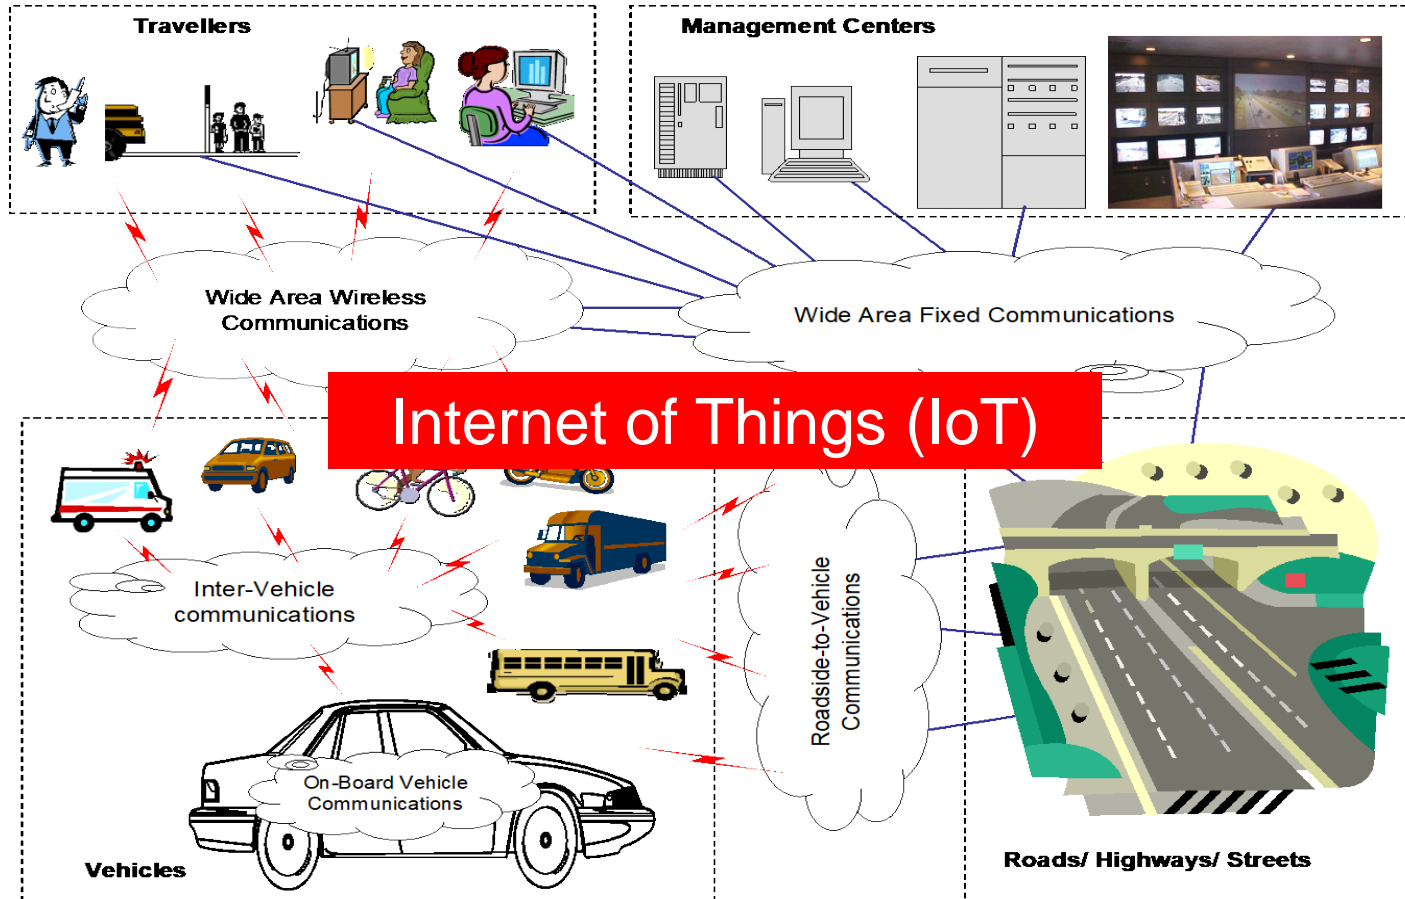 Travellers
Management Centers
Wide Area Wireless
Communications
Wide Area Fixed Communications
Internet of Things (IoT)
Inter-Vehicle
communications
Roadside-to-Vehicle
Communications
On-Board Vehicle
Communications
Vehicles
Roads/ Highways/ Streets